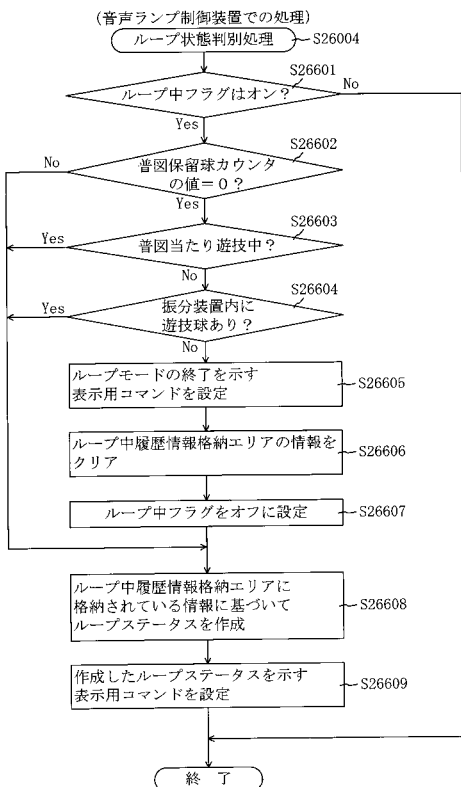 (音声ランプ制御装置での処理)
ループ状態判別処理
S26004
S26601
ループ中フラグはオン?
No
Yes
S26602
No
普図保留球カウンタ
の値=0?
Yes
S26603
Yes
普図当たり遊技中?
No
S26604
Yes
振分装置内に
遊技球あり?
No
ループモードの終了を示す
表示用コマンドを設定
S26605
ループ中履歴情報格納エリアの情報を
クリア
S26606
ループ中フラグをオフに設定
S26607
ループ中履歴情報格納エリアに
格納されている情報に基づいて
ループステータスを作成
S26608
作成したループステータスを示す
表示用コマンドを設定
S26609
終 了